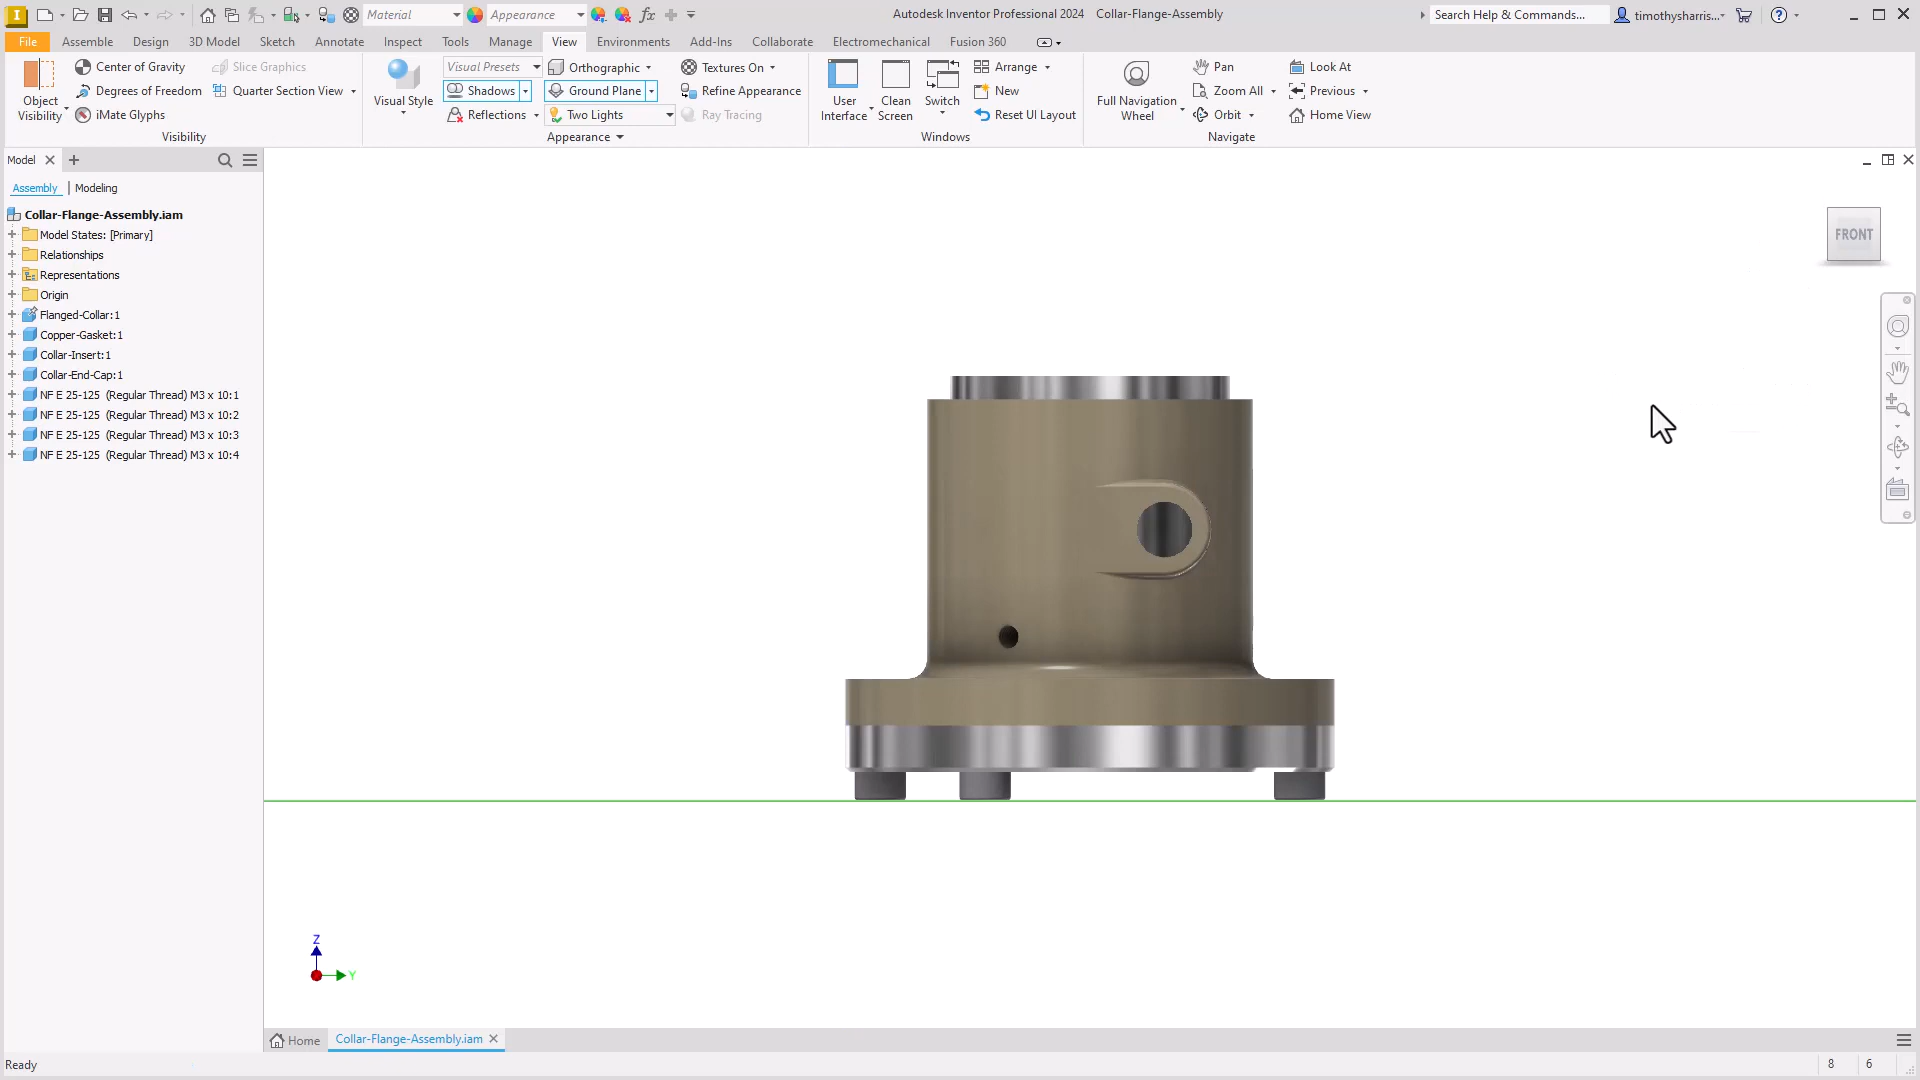 Material
Appearance
fx
Autodesk Inventor Professional 2024 Collar-Flange-Assembly
Search Help & Commands...
timothysharris...
File Assemble Design 3D Model Sketch Annotate Inspect Tools Manage View Environments Add-Ins Collaborate Electromechanical Fusion 360
Object Visibility
Center of Gravity
Degrees of Freedom
iMate Glyphs
Slice Graphics
Quarter Section View
Visibility
Visual Style
Visual Presets
Shadows
Reflections
Orthographic
Ground Plane
Two Lights
Textures On
Refine Appearance
Ray Tracing
Appearance
User Interface
Clean Screen
Switch
Arrange
New
Reset UI Layout
Windows
Full Navigation Wheel
Pan
Zoom All
Orbit
Look At
Previous
Home View
Navigate
Model
Assembly | Modeling
Collar-Flange-Assembly.iam
Model States: [Primary]
Relationships
Representations
Origin
Flanged-Collar:1
Copper-Gasket:1
Collar-Insert:1
Collar-End-Cap:1
NF E 25-125 (Regular Thread) M3 x 10:1
NF E 25-125 (Regular Thread) M3 x 10:2
NF E 25-125 (Regular Thread) M3 x 10:3
NF E 25-125 (Regular Thread) M3 x 10:4
FRONT
Z
Y
Home
Collar-Flange-Assembly.iam
Ready
8 6